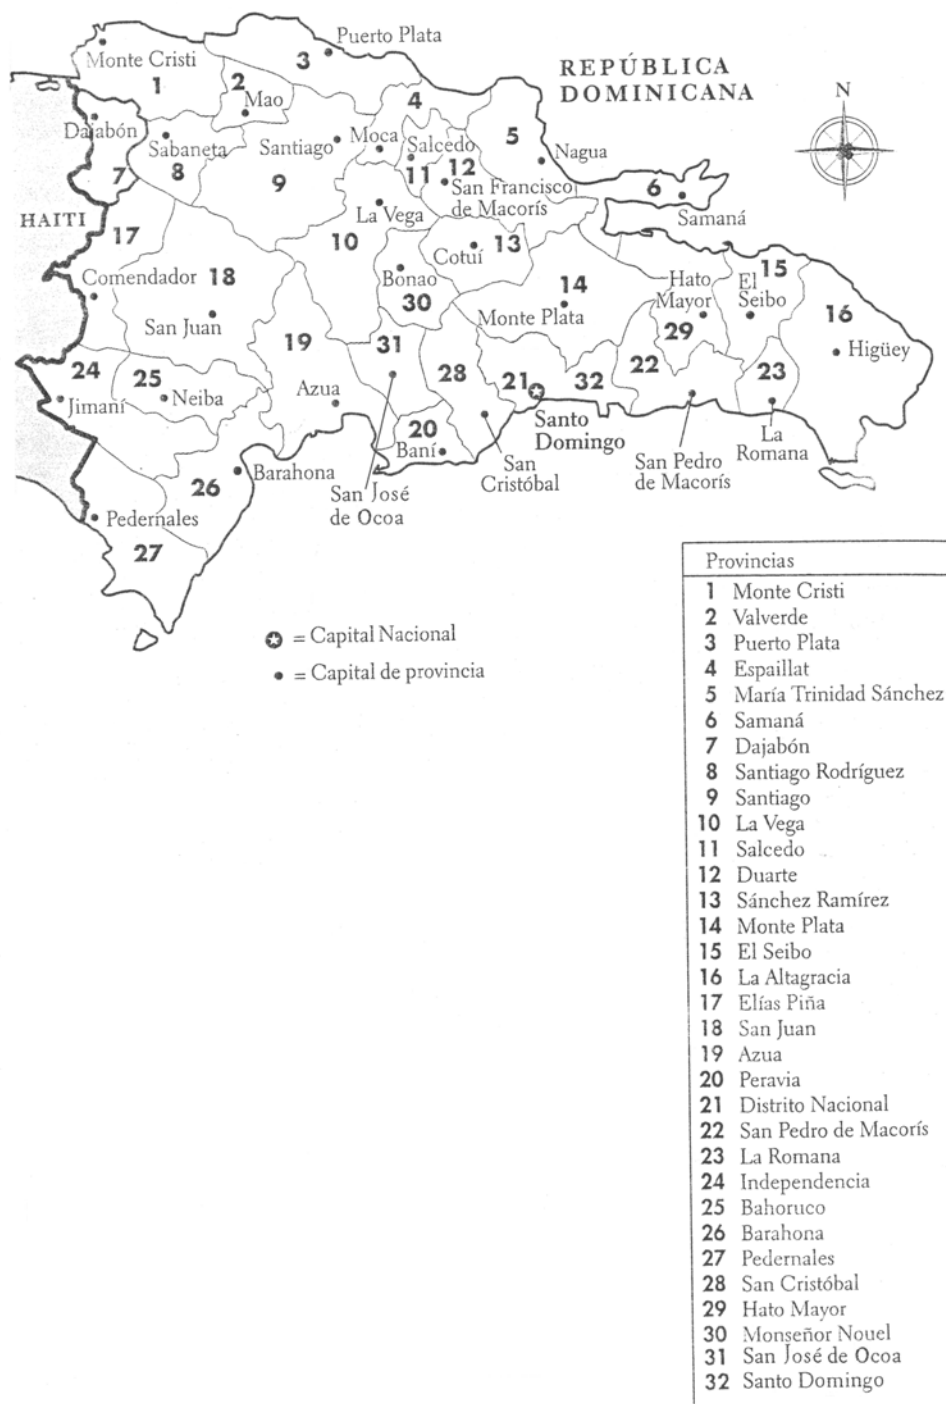 Puerto Plata
Monte Cristi
3
REPÚBLICA
DOMINICANA
N
1
2
Mao
4
Dajabón
Sabaneta
Santiago
Moca
Salcedo
5
Nagua
7
8
9
11
12
San Francisco
de Macorís
6
Samaná
HAITI
17
La Vega
10
Cotuí
13
Comendador
18
Bonao
30
Hato
Mayor
15
El
Seibo
San Juan
14
Monte Plata
16
19
31
29
Higüey
24
25
28
21
32
22
23
Jimaní
Neiba
Azua
Santo
Domingo
20
Baní
La
Romana
26
Barahona
San
Cristóbal
San Pedro
de Macorís
San José
de Ocoa
Pedernales
27
= Capital Nacional
= Capital de provincia
Provincias
1 Monte Cristi
2 Valverde
3 Puerto Plata
4 Espaillat
5 María Trinidad Sánchez
6 Samaná
7 Dajabón
8 Santiago Rodríguez
9 Santiago
10 La Vega
11 Salcedo
12 Duarte
13 Sánchez Ramírez
14 Monte Plata
15 El Seibo
16 La Altagracia
17 Elías Piña
18 San Juan
19 Azua
20 Peravia
21 Distrito Nacional
22 San Pedro de Macorís
23 La Romana
24 Independencia
25 Bahoruco
26 Barahona
27 Pedernales
28 San Cristóbal
29 Hato Mayor
30 Monseñor Nouel
31 San José de Ocoa
32 Santo Domingo